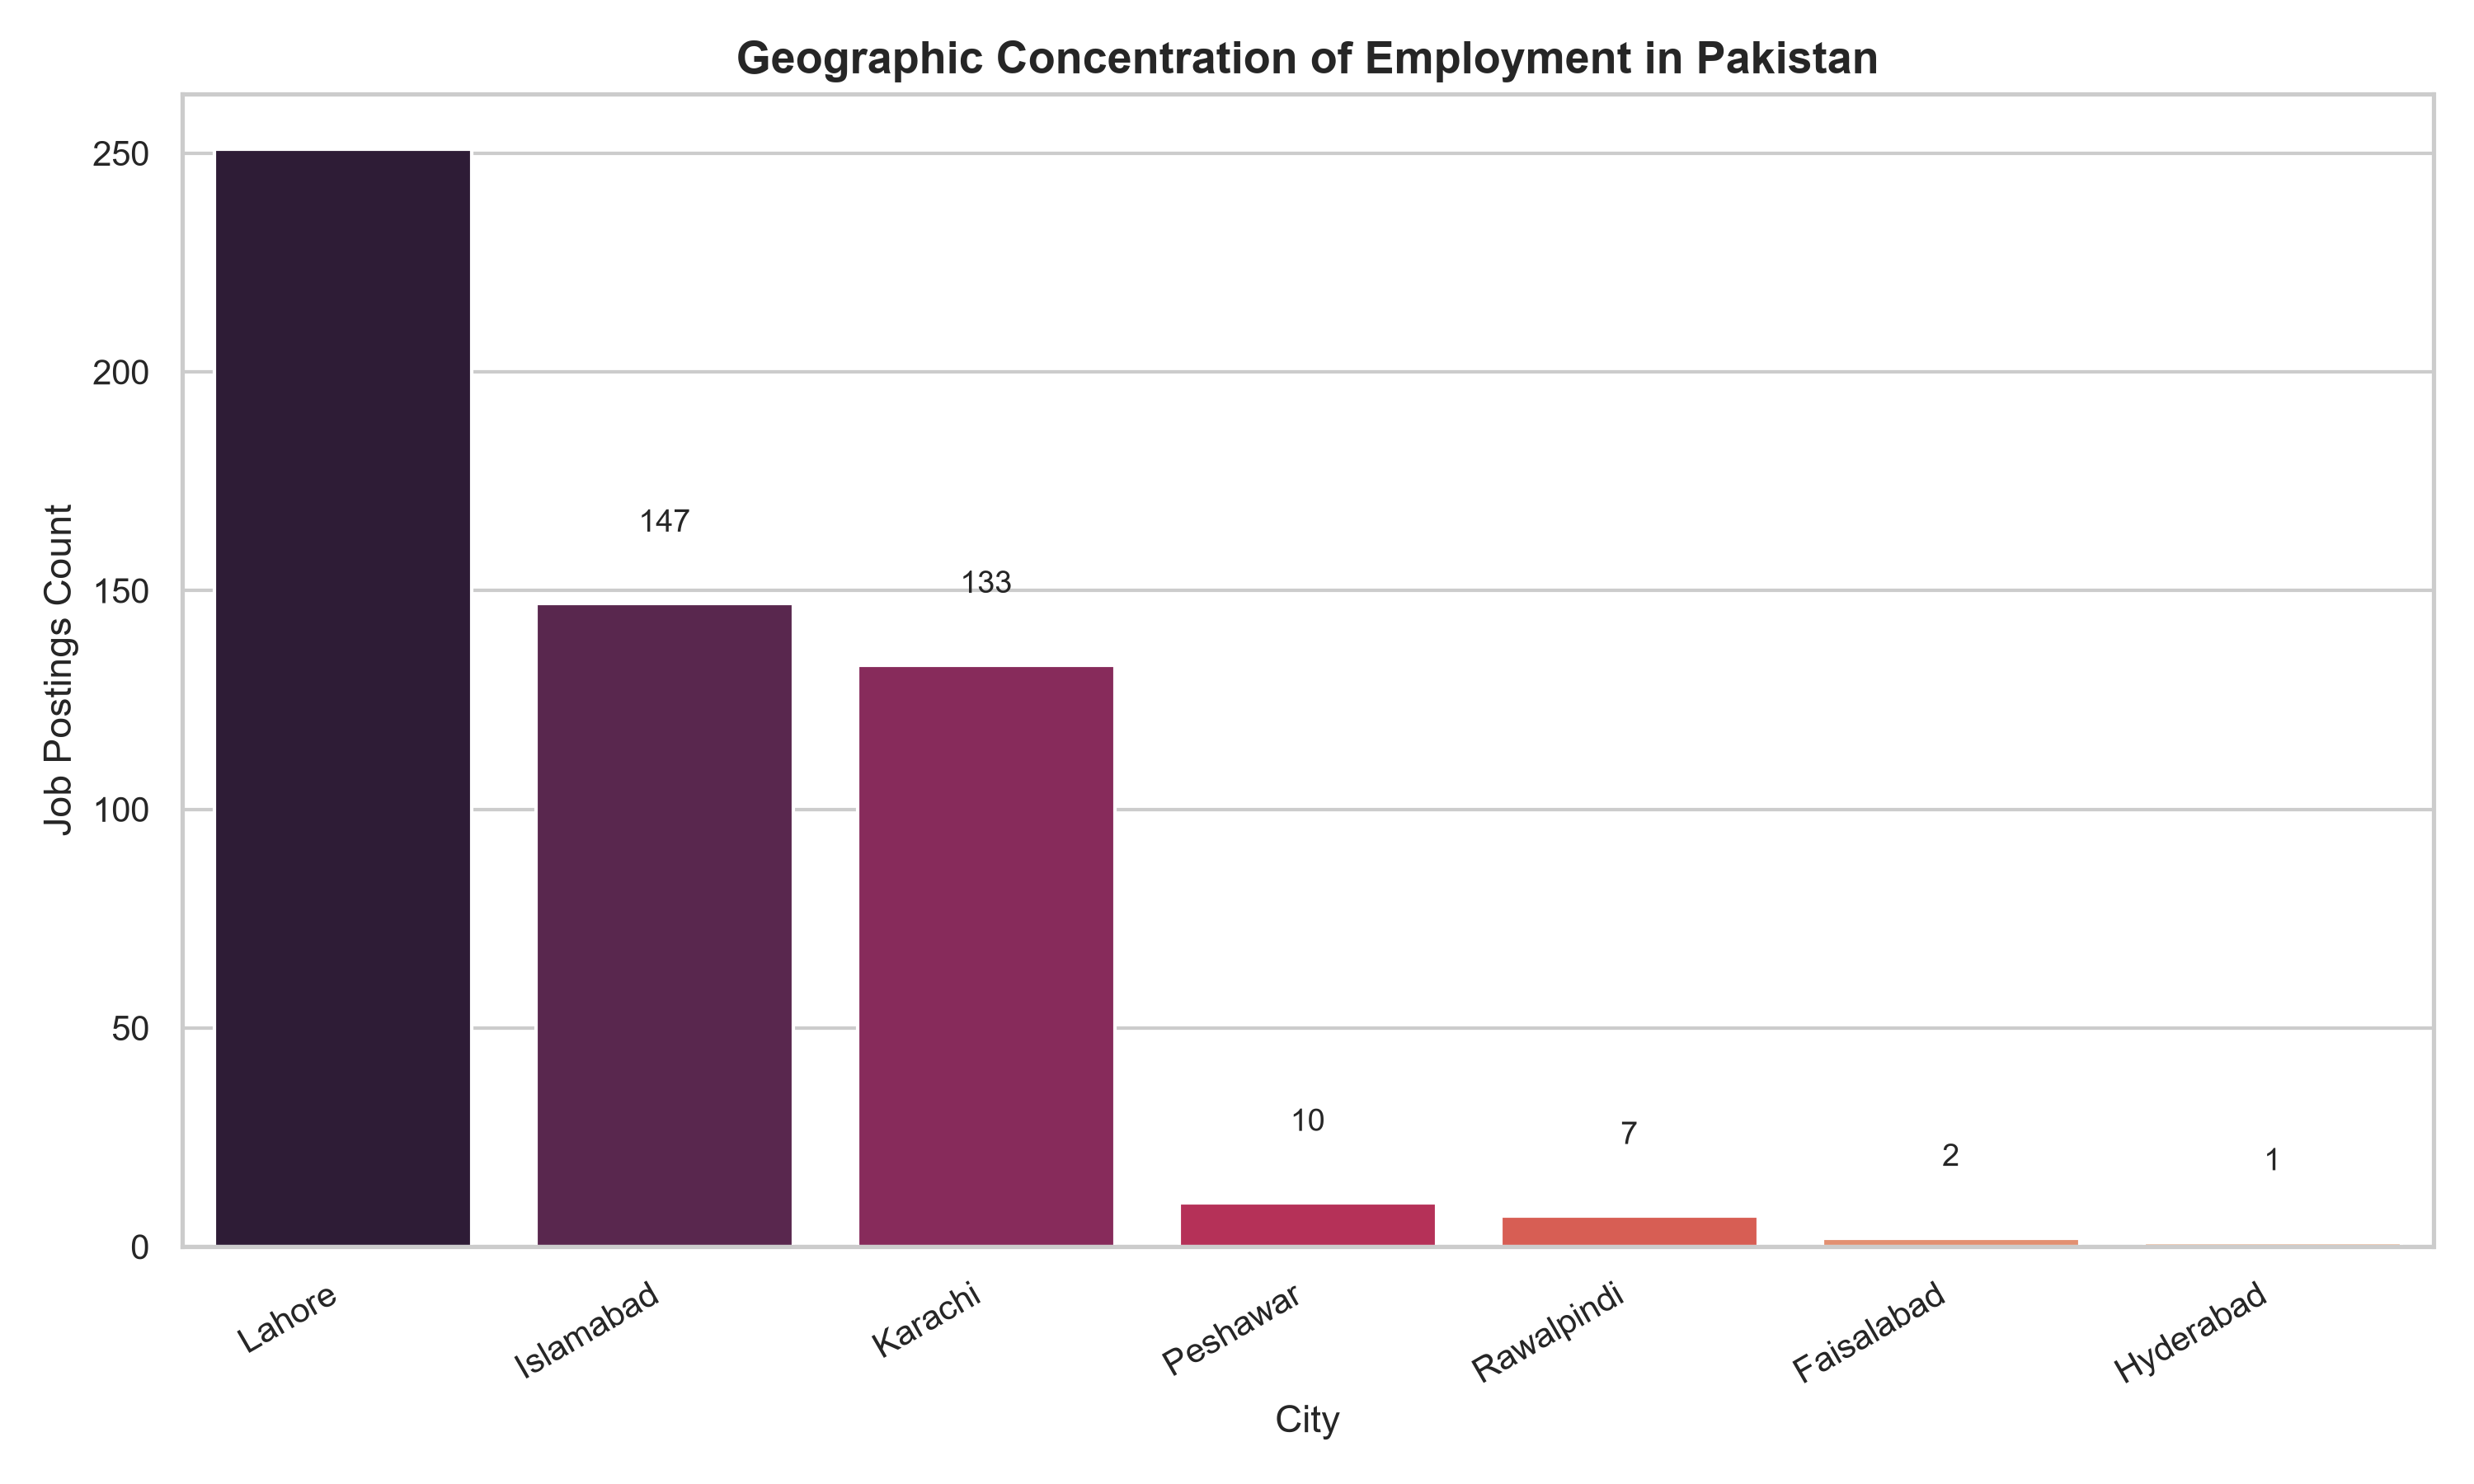 Geographic Concentration of Employment in Pakistan
250
200
150
100
50
0
Job Postings Count
147
133
10
7
2
1
Lahore
Islamabad
Karachi
Peshawar
Rawalpindi
Faisalabad
Hyderabad
City